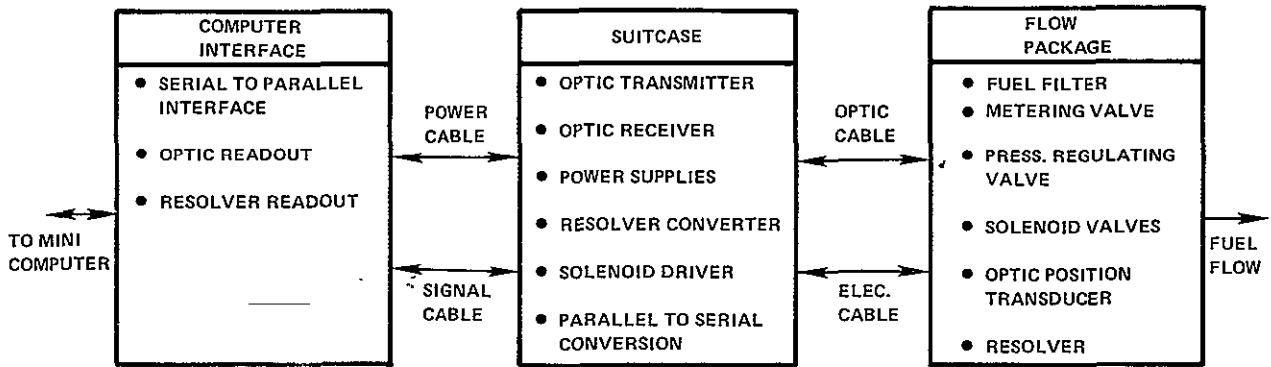 COMPUTER
INTERFACE
● SERIAL TO PARALLEL
INTERFACE
● OPTIC READOUT
● RESOLVER READOUT
TO MINI
COMPUTER
POWER
CABLE
SIGNAL
CABLE
SUITCASE
● OPTIC TRANSMITTER
● OPTIC RECEIVER
● POWER SUPPLIES
● RESOLVER CONVERTER
● SOLENOID DRIVER
● PARALLEL TO SERIAL
CONVERSION
OPTIC
CABLE
ELEC.
CABLE
FLOW
PACKAGE
● FUEL FILTER
● METERING VALVE
● PRESS. REGULATING
VALVE
● SOLENOID VALVES
● OPTIC POSITION
TRANSDUCER
● RESOLVER
FUEL
FLOW